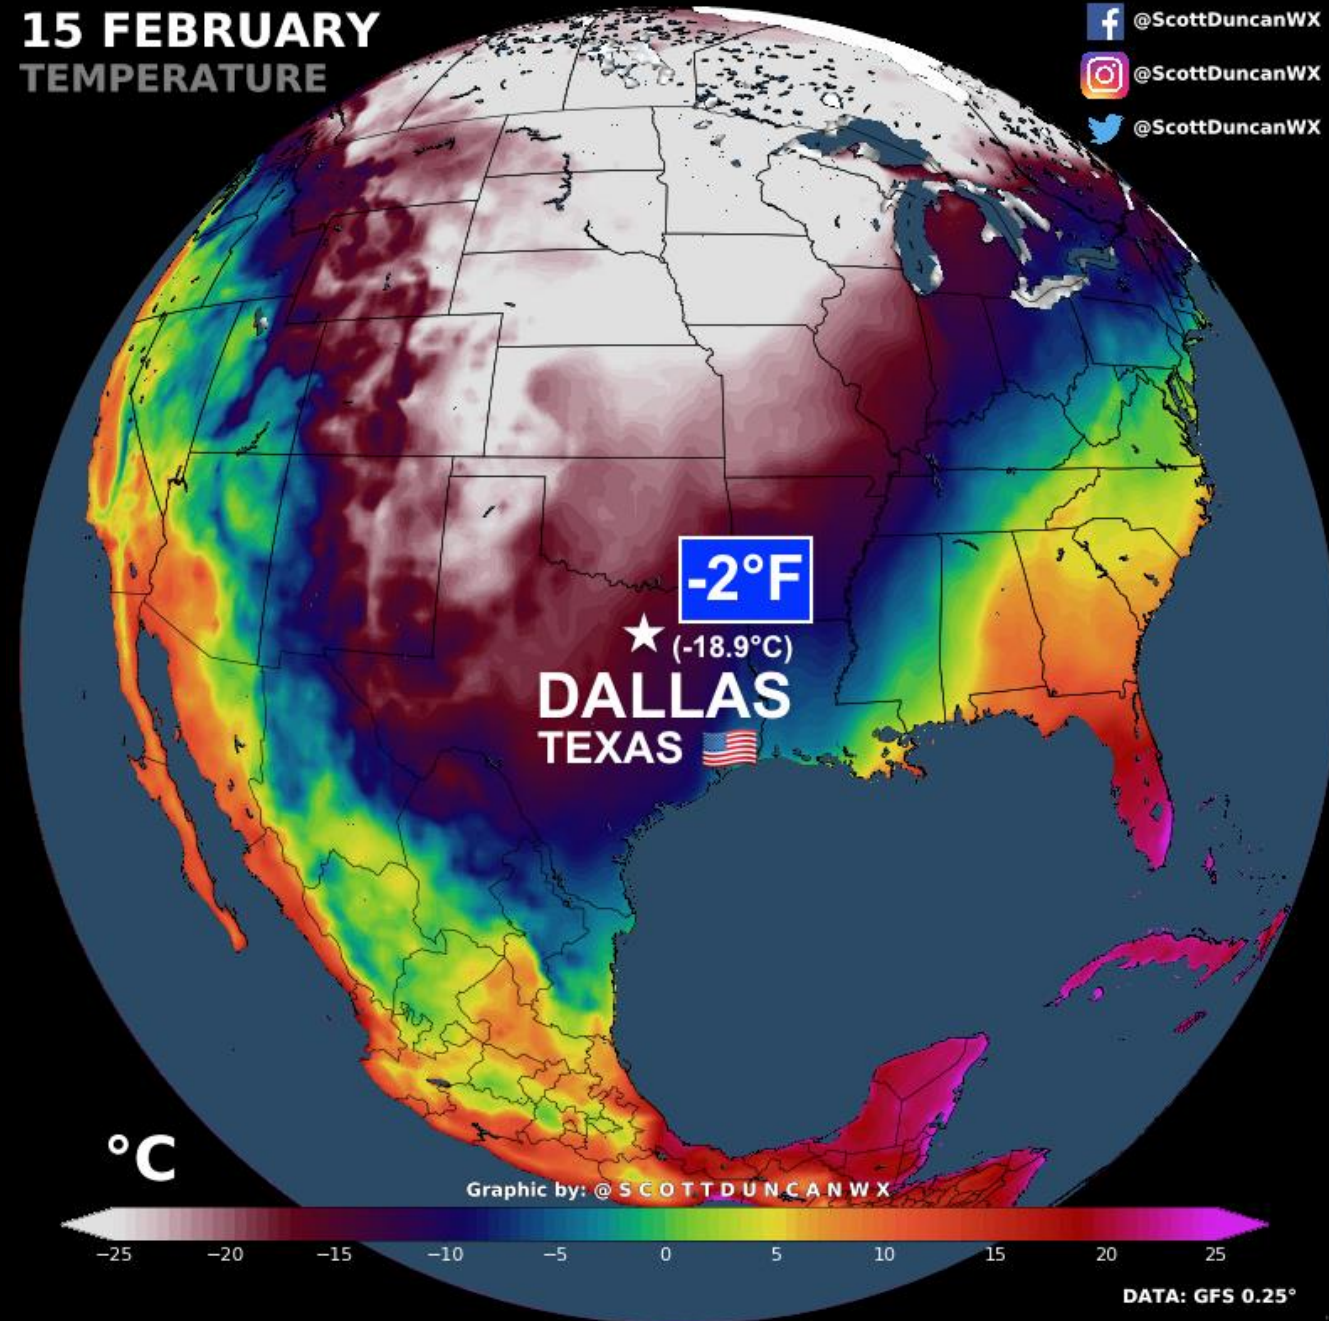 15 FEBRUARY
TEMPERATURE
@ScottDuncanWX
@ScottDuncanWX
@ScottDuncanWX
-2°F
(-18.9°C)
DALLAS
TEXAS
°C
Graphic by: @SCOTTDUNCANWX
−25 −20 −15 −10 −5 0 5 10 15 20 25
DATA: GFS 0.25°